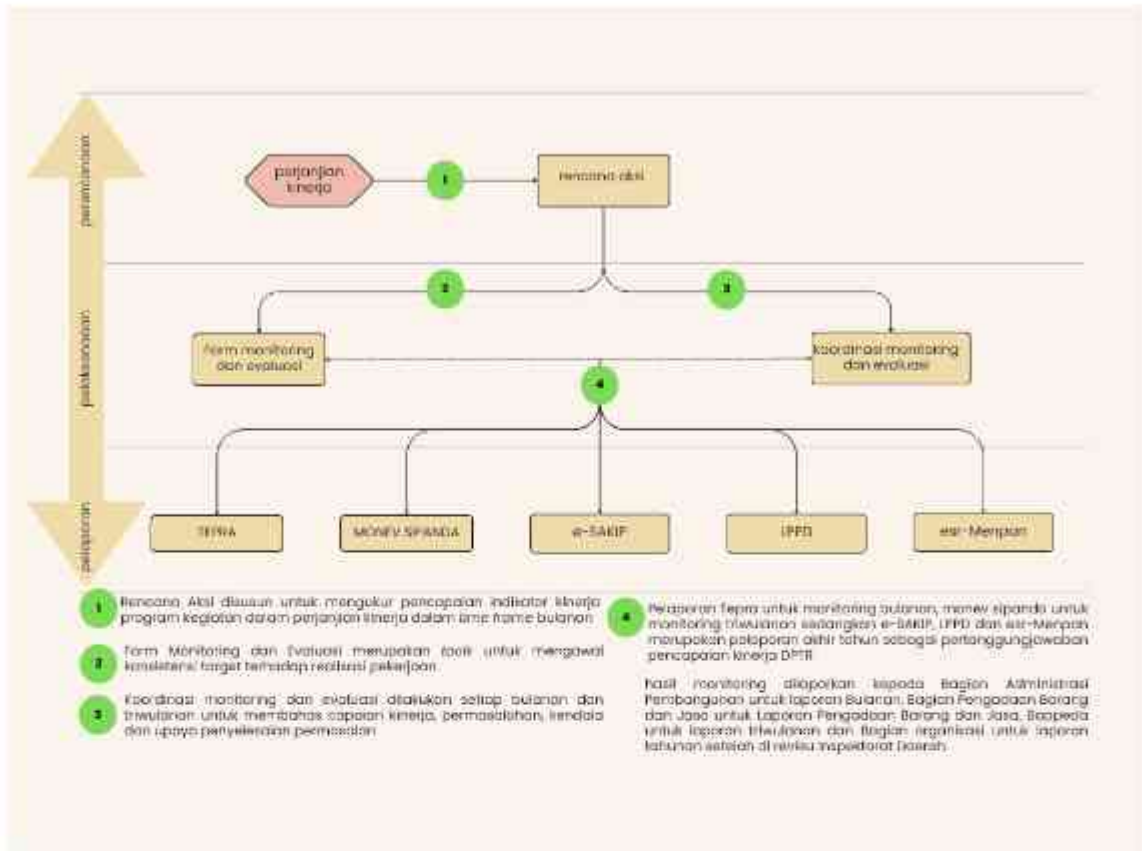 perencanaan
perjanjian
kinerja
1
rencana aksi
2
3
pelaksanaan
form monitoring
dan evaluasi
koordinasi monitoring
dan evaluasi
4
pelaporan
TEPRA
MONEV SIPANDA
e-SAKIP
LPPD
esr-Menpan
1
Rencana Aksi disusun untuk mengukur pencapaian indikator kinerja
program kegiatan dalam perjanjian kinerja dalam time frame bulanan
2
Form Monitoring dan Evaluasi merupakan tools untuk mengawal
konsistensi target terhadap realisasi pekerjaan
3
Koordinasi monitoring dan evaluasi dilakukan setiap bulanan dan
triwulanan untuk membahas capaian kinerja, permasalahan, kendala
dan upaya penyelesaian
4
Pelaporan Tepra untuk monitoring bulanan, monev sipanda untuk
monitoring triwulanan sedangkan e-SAKIP, LPPD dan esr-Menpan
merupakan pelaporan akhir tahun sebagai pertanggungjawaban
pencapaian kinerja DPTR
hasil monitoring dilaporkan kepada Bagian Administrasi
Pembangunan untuk laporan Bulanan, Bagian Pengadaan Barang
dan Jasa untuk Laporan Pengadaan Barang dan Jasa, Bappeda
untuk laporan triwulanan dan Bagian organisasi untuk laporan
tahunan setelah di reviu Inspektorat Daerah